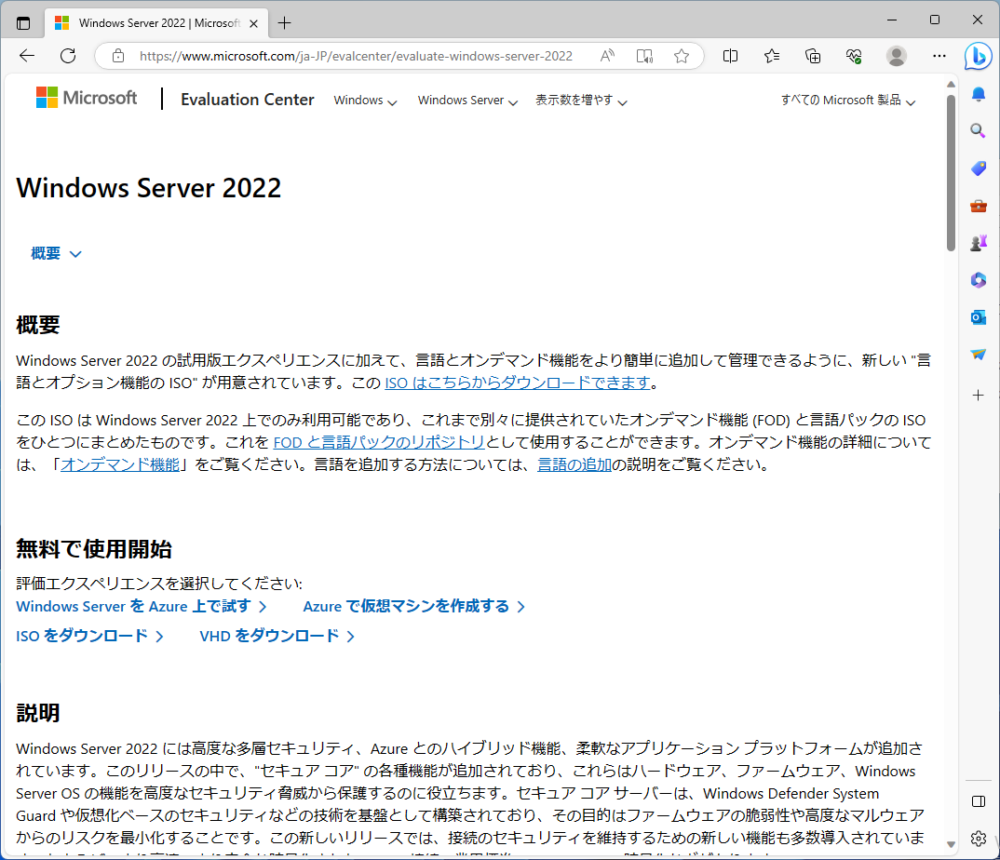 Windows Server 2022 | Microsoft
https://www.microsoft.com/ja-JP/evalcenter/evaluate-windows-server-2022
Microsoft
Evaluation Center
Windows
Windows Server
表示数を増やす
すべての Microsoft 製品
Windows Server 2022
概要
概要
Windows Server 2022 の試用版エクスペリエンスに加えて、言語とオンデマンド機能をより簡単に追加して管理できるように、新しい "言
語とオプション機能の ISO" が用意されています。この ISO はこちらからダウンロードできます。
この ISO は Windows Server 2022 上でのみ利用可能であり、これまで別々に提供されていたオンデマンド機能 (FOD) と言語パックの ISO
をひとつにまとめたものです。これを FOD と言語パックのリポジトリとして使用することができます。オンデマンド機能の詳細について
は、「オンデマンド機能」をご覧ください。言語を追加する方法については、言語の追加の説明をご覧ください。
無料で使用開始
評価エクスペリエンスを選択してください:
Windows Server を Azure 上で試す
Azure で仮想マシンを作成する
ISO をダウンロード
VHD をダウンロード
説明
Windows Server 2022 には高度な多層セキュリティ、Azure とのハイブリッド機能、柔軟なアプリケーション プラットフォームが追加さ
れています。このリリースの中で、"セキュア コア" の各種機能が追加されており、これらはハードウェア、ファームウェア、Windows
Server OS の機能を高度なセキュリティ脅威から保護するのに役立ちます。セキュア コア サーバーは、Windows Defender System
Guard や仮想化ベースのセキュリティなどの技術を基盤として構築されており、その目的はファームウェアの脆弱性や高度なマルウェア
からのリスクを最小化することです。この新しいリリースでは、接続のセキュリティを維持するための新しい機能も多数導入されていま